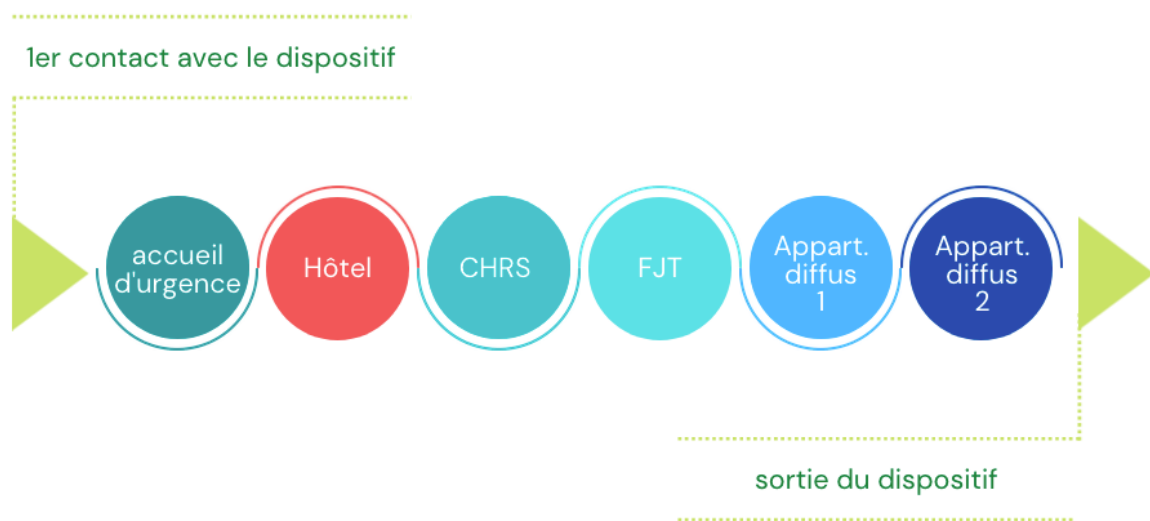 1er contact avec le dispositif
accueil
d'urgence
Hôtel
CHRS
FJT
Appart.
diffus
1
Appart.
diffus
2
sortie du dispositif